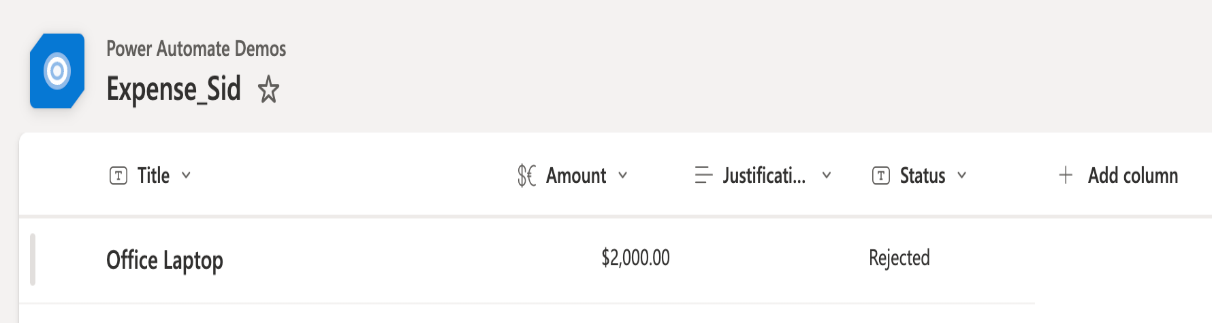 Power Automate Demos
Expense_Sid
Title Amount Justificati... Status Add column
Office Laptop $2,000.00 Rejected